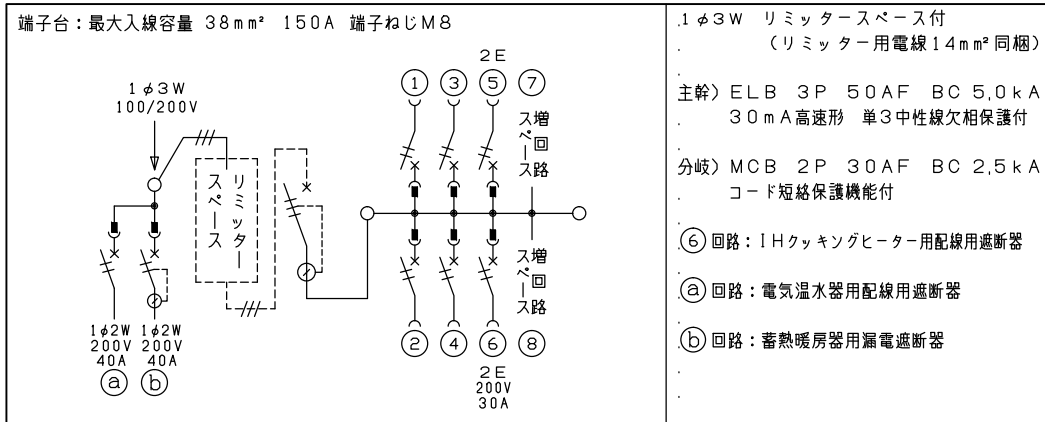 端子台：最大入線容量 38mm² 150A 端子ねじM8
1φ3W
100/200V
リミッター
スペース
1φ2W
200V
40A
ⓐ
1φ2W
200V
40A
ⓑ
2E
① ③ ⑤ ⑦
増回路
スペース
増回路
スペース
② ④ ⑥ ⑧
2E
200V
30A
1φ3W リミッタースペース付
（リミッター用電線14mm²同梱）
主幹）ELB 3P 50AF BC 5,0kA
30mA高速形 単3中性線欠相保護付
分岐）MCB 2P 30AF BC 2,5kA
コード短絡保護機能付
⑥回路：IHクッキングヒーター用配線用遮断器
ⓐ回路：電気温水器用配線用遮断器
ⓑ回路：蓄熱暖房器用漏電遮断器